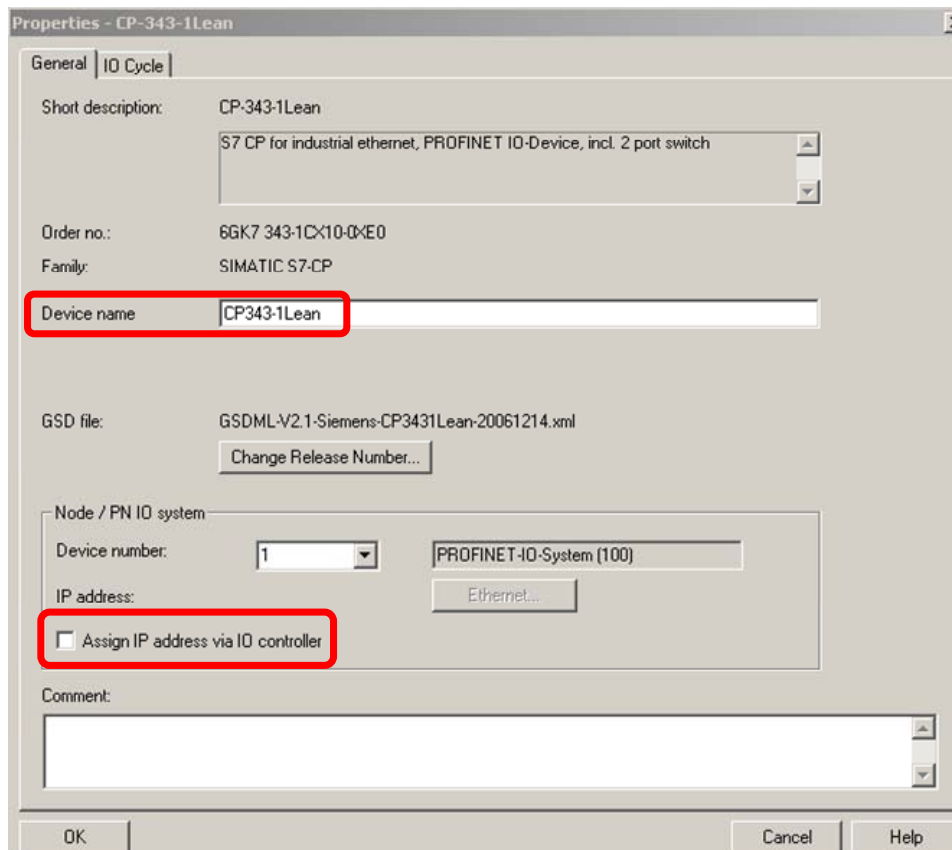 Properties - CP-343-1Lean
General IO Cycle
Short description: CP-343-1Lean
S7 CP for industrial ethernet, PROFINET IO-Device, incl. 2 port switch
Order no.: 6GK7 343-1CX10-0XE0
Family: SIMATIC S7-CP
Device name CP343-1Lean
GSD file: GSDML-V2.1-Siemens-CP3431Lean-20061214.xml
Change Release Number...
Node / PN IO system
Device number: 1 PROFINET-IO-System (100)
IP address: Ethernet...
Assign IP address via IO controller
Comment:
OK Cancel Help